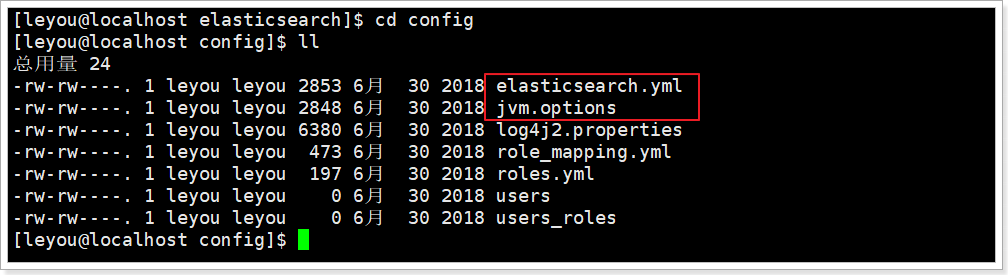 [leyou@localhost elasticsearch]$ cd config
[leyou@localhost config]$ ll
总用量 24
-rw-rw----. 1 leyou leyou 2853 6月  30 2018 elasticsearch.yml
-rw-rw----. 1 leyou leyou 2848 6月  30 2018 jvm.options
-rw-rw----. 1 leyou leyou 6380 6月  30 2018 log4j2.properties
-rw-rw----. 1 leyou leyou  473 6月  30 2018 role_mapping.yml
-rw-rw----. 1 leyou leyou  197 6月  30 2018 roles.yml
-rw-rw----. 1 leyou leyou    0 6月  30 2018 users
-rw-rw----. 1 leyou leyou    0 6月  30 2018 users_roles
[leyou@localhost config]$